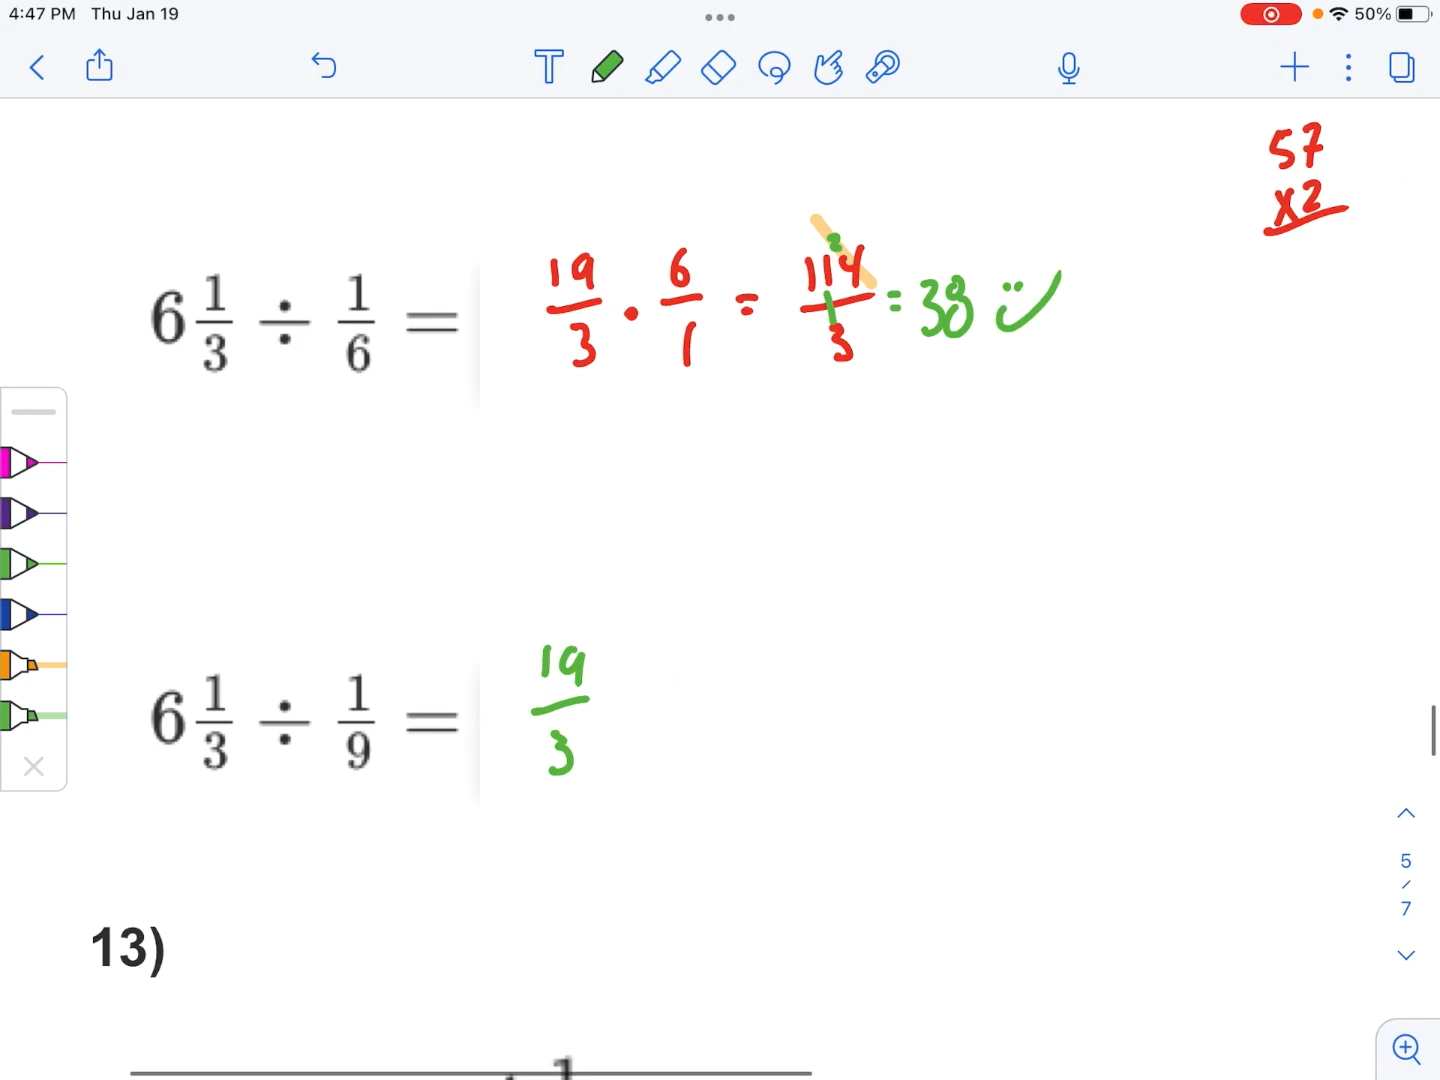 4:47 PM Thu Jan 19
50%
57
x2
6 1/3 ÷ 1/6 = 19/3 · 6/1 = 114/3 = 38
6 1/3 ÷ 1/9 = 19/3
5
/
7
13)